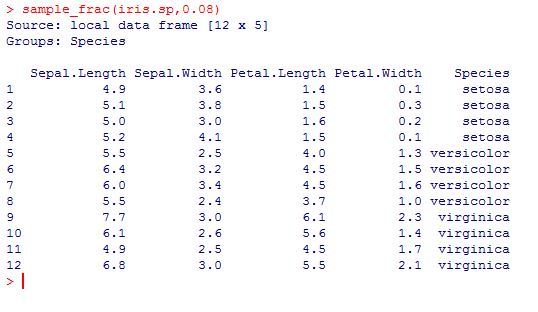 > sample_frac(iris.sp,0.08)
Source: local data frame [12 x 5]
Groups: Species

   Sepal.Length Sepal.Width Petal.Length Petal.Width    Species
1           4.9         3.6          1.4         0.1     setosa
2           5.1         3.8          1.5         0.3     setosa
3           5.0         3.0          1.6         0.2     setosa
4           5.2         4.1          1.5         0.1     setosa
5           5.5         2.5          4.0         1.3 versicolor
6           6.4         3.2          4.5         1.5 versicolor
7           6.0         3.4          4.5         1.6 versicolor
8           5.5         2.4          3.7         1.0 versicolor
9           7.7         3.0          6.1         2.3  virginica
10          6.1         2.6          5.6         1.4  virginica
11          4.9         2.5          4.5         1.7  virginica
12          6.8         3.0          5.5         2.1  virginica
>